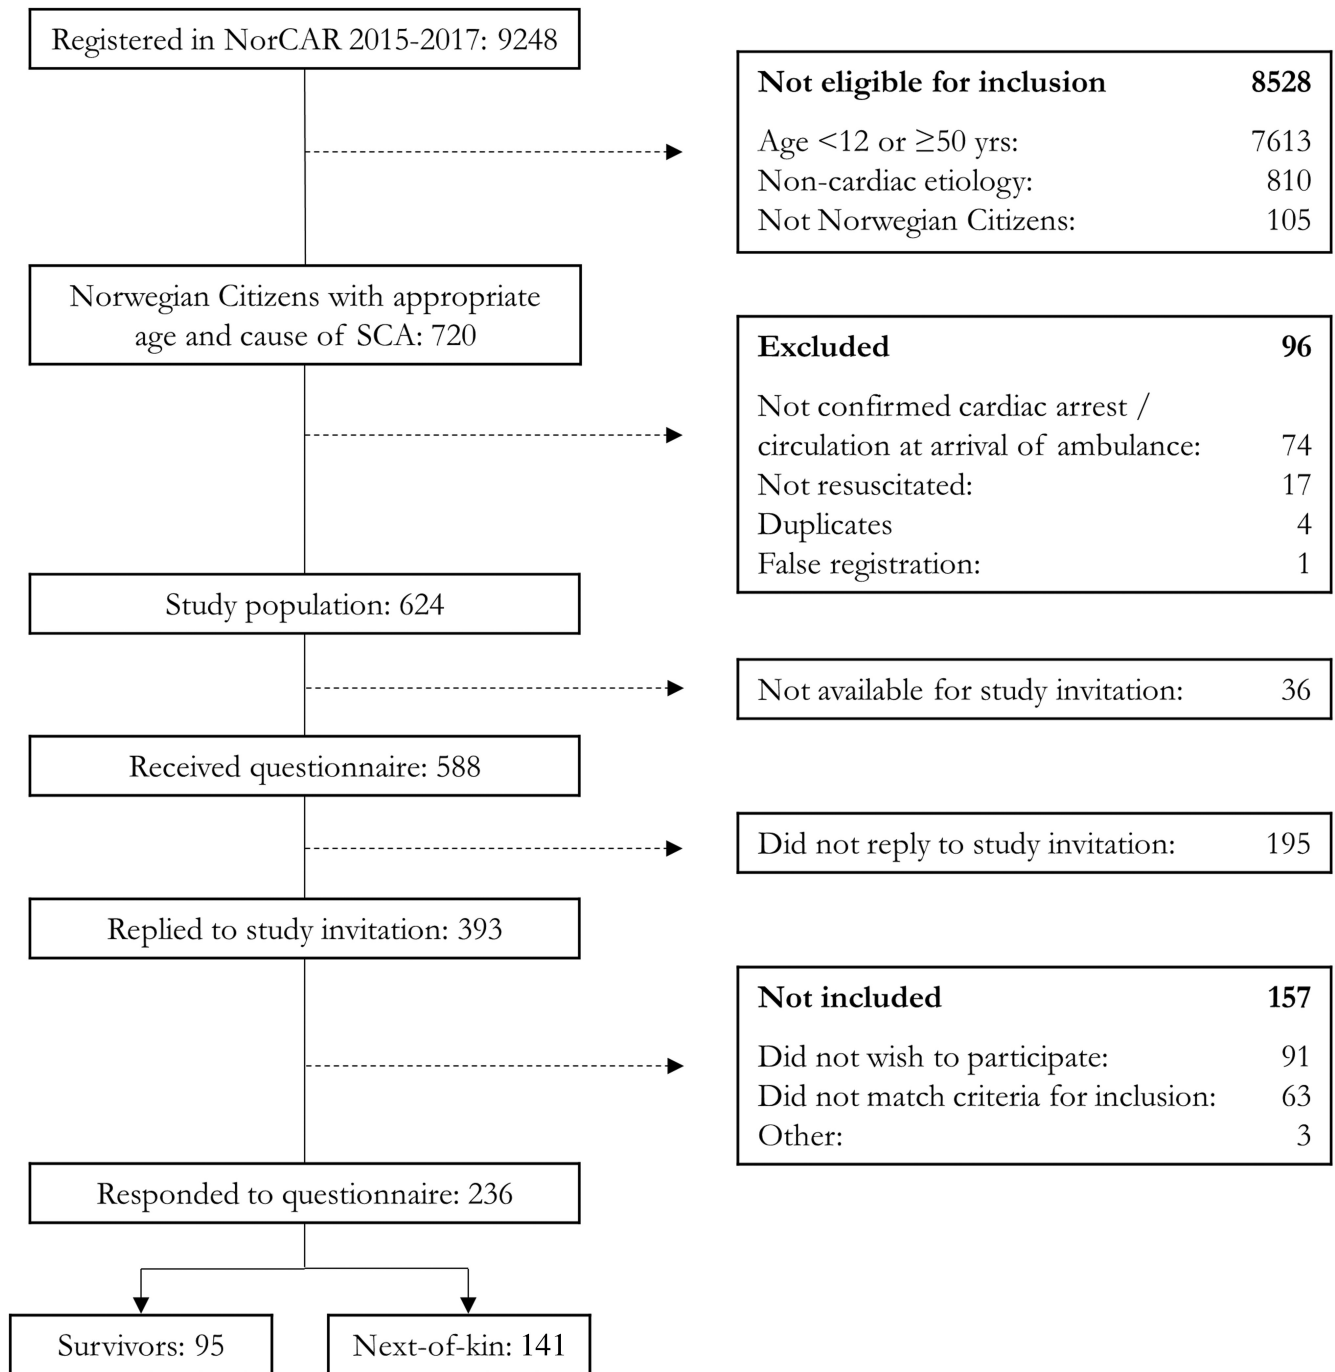 Registered in NorCAR 2015-2017: 9248
Not eligible for inclusion 8528
Age <12 or ≥50 yrs: 7613
Non-cardiac etiology: 810
Not Norwegian Citizens: 105
Norwegian Citizens with appropriate
age and cause of SCA: 720
Excluded 96
Not confirmed cardiac arrest /
circulation at arrival of ambulance: 74
Not resuscitated: 17
Duplicates 4
False registration: 1
Study population: 624
Not available for study invitation: 36
Received questionnaire: 588
Did not reply to study invitation: 195
Replied to study invitation: 393
Not included 157
Did not wish to participate: 91
Did not match criteria for inclusion: 63
Other: 3
Responded to questionnaire: 236
Survivors: 95
Next-of-kin: 141